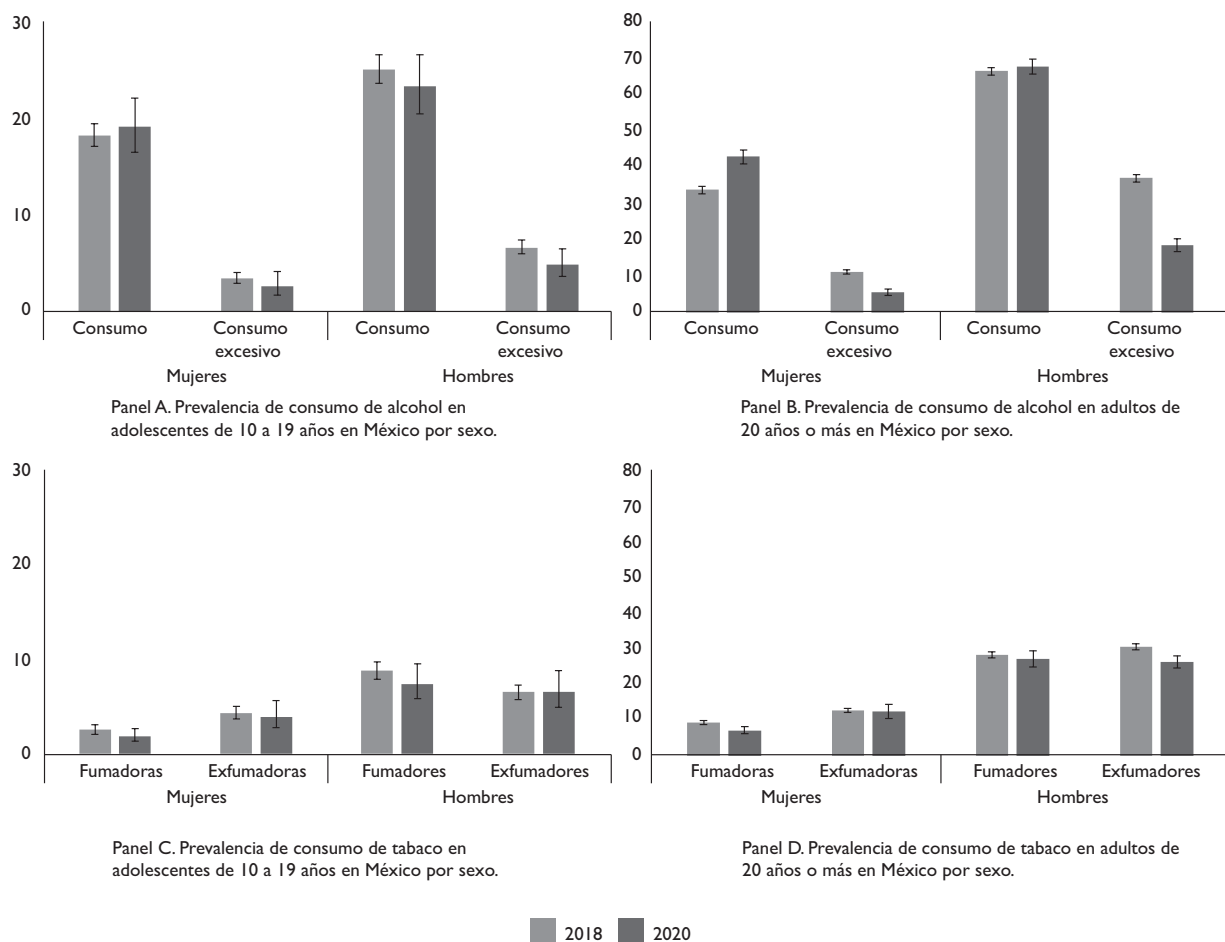 30
20
10
0
Consumo
Consumo
excesivo
Consumo
Consumo
excesivo
Mujeres
Hombres
Panel A. Prevalencia de consumo de alcohol en
adolescentes de 10 a 19 años en México por sexo.
80
70
60
50
40
30
20
10
0
Consumo
Consumo
excesivo
Consumo
Consumo
excesivo
Mujeres
Hombres
Panel B. Prevalencia de consumo de alcohol en adultos de
20 años o más en México por sexo.
30
20
10
0
Fumadoras
Exfumadoras
Fumadores
Exfumadores
Mujeres
Hombres
Panel C. Prevalencia de consumo de tabaco en
adolescentes de 10 a 19 años en México por sexo.
80
70
60
50
40
30
20
10
0
Fumadoras
Exfumadoras
Fumadores
Exfumadores
Mujeres
Hombres
Panel D. Prevalencia de consumo de tabaco en adultos de
20 años o más en México por sexo.
2018 2020